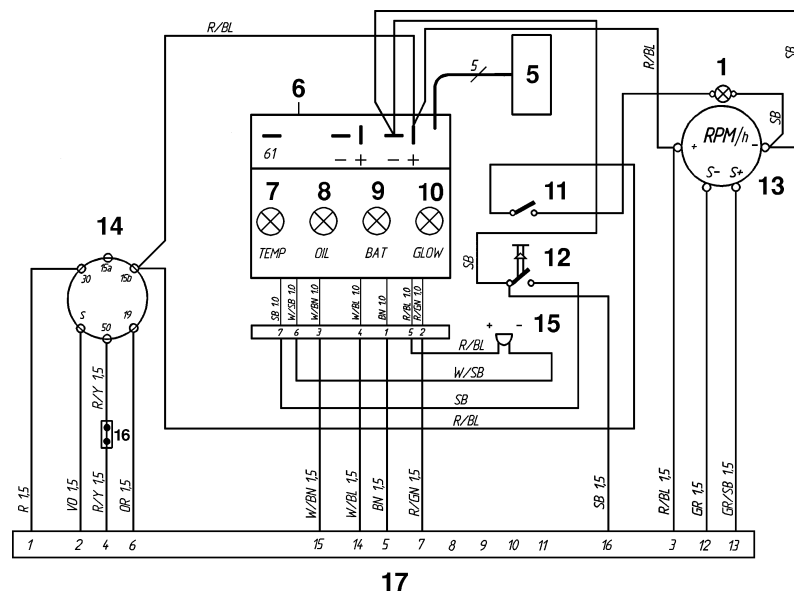 R/BL
SB
R/BL
1
5
5
6
SB
RPM/h
+ -
S- S+
13
61
- + - +
7 8 9 10
TEMP OIL BAT GLOW
11
14
15a
30 15b
S 19
50
SB
12
SB 1.0
W/SB 1.0
W/BN 1.0
W/BL 1.0
BN 1.0
R/BL 1.0
R/GN 1.0
7 6 3 4 1 5 2
+ -
15
R/BL
W/SB
SB
R/BL
R/Y 1,5
16
R 1,5
VO 1,5
R/Y 1,5
OR 1,5
W/BN 1,5
W/BL 1,5
BN 1,5
R/GN 1,5
SB 1,5
R/BL 1,5
GR 1,5
GR/SB 1,5
1 2 4 6 15 14 5 7 8 9 10 11 16 3 12 13
17